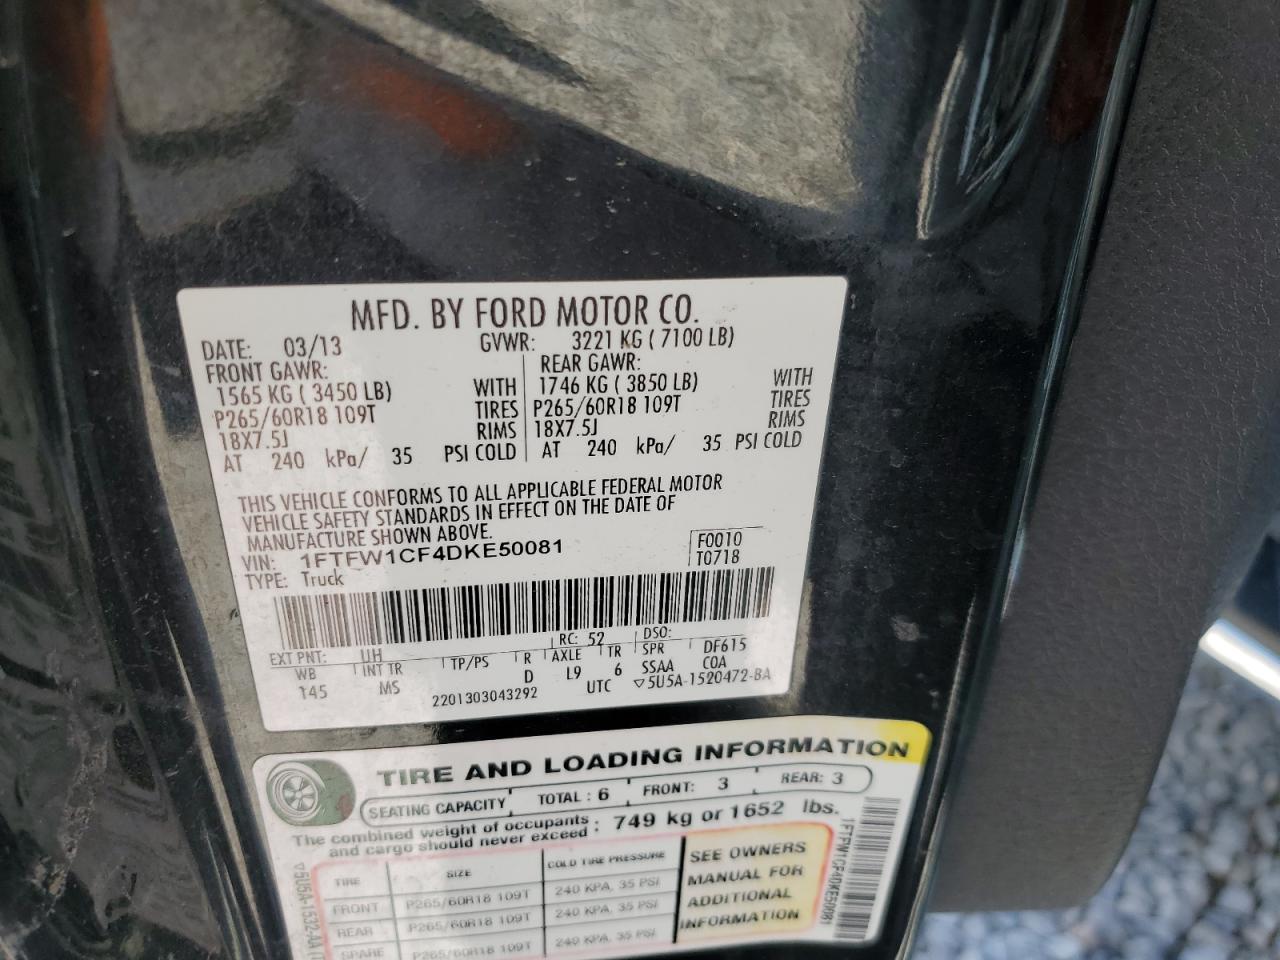 MFD. BY FORD MOTOR CO.
DATE: 03/13 GVWR: 3221 KG ( 7100 LB)
FRONT GAWR: REAR GAWR:
1565 KG ( 3450 LB) WITH 1746 KG ( 3850 LB) WITH
P265/60R18 109T TIRES P265/60R18 109T TIRES
18X7.5J RIMS 18X7.5J RIMS
AT 240 kPa/ 35 PSI COLD AT 240 kPa/ 35 PSI COLD
THIS VEHICLE CONFORMS TO ALL APPLICABLE FEDERAL MOTOR
VEHICLE SAFETY STANDARDS IN EFFECT ON THE DATE OF
MANUFACTURE SHOWN ABOVE.
VIN: 1FTFW1CF4DKE50081 F0010
TYPE: Truck T0718
EXT PNT: UH RC: 52 DSO:
WB INT TR TP/PS R AXLE TR SPR DF615
145 MS D L9 6 SSAA C0A
2201303043292 UTC ▽5U5A-1520472-BA
TIRE AND LOADING INFORMATION
SEATING CAPACITY TOTAL : 6 FRONT: 3 REAR: 3
The combined weight of occupants : 749 kg or 1652 lbs.
and cargo should never exceed
TIRE SIZE COLD TIRE PRESSURE
FRONT P265/60R18 109T 240 KPA, 35 PSI
REAR P265/60R18 109T 240 KPA, 35 PSI
SPARE P265/60R18 109T 240 KPA, 35 PSI
SEE OWNERS
MANUAL FOR
ADDITIONAL
INFORMATION
1FTFW1CF4DKE50081
▽5U5A-1532-AA